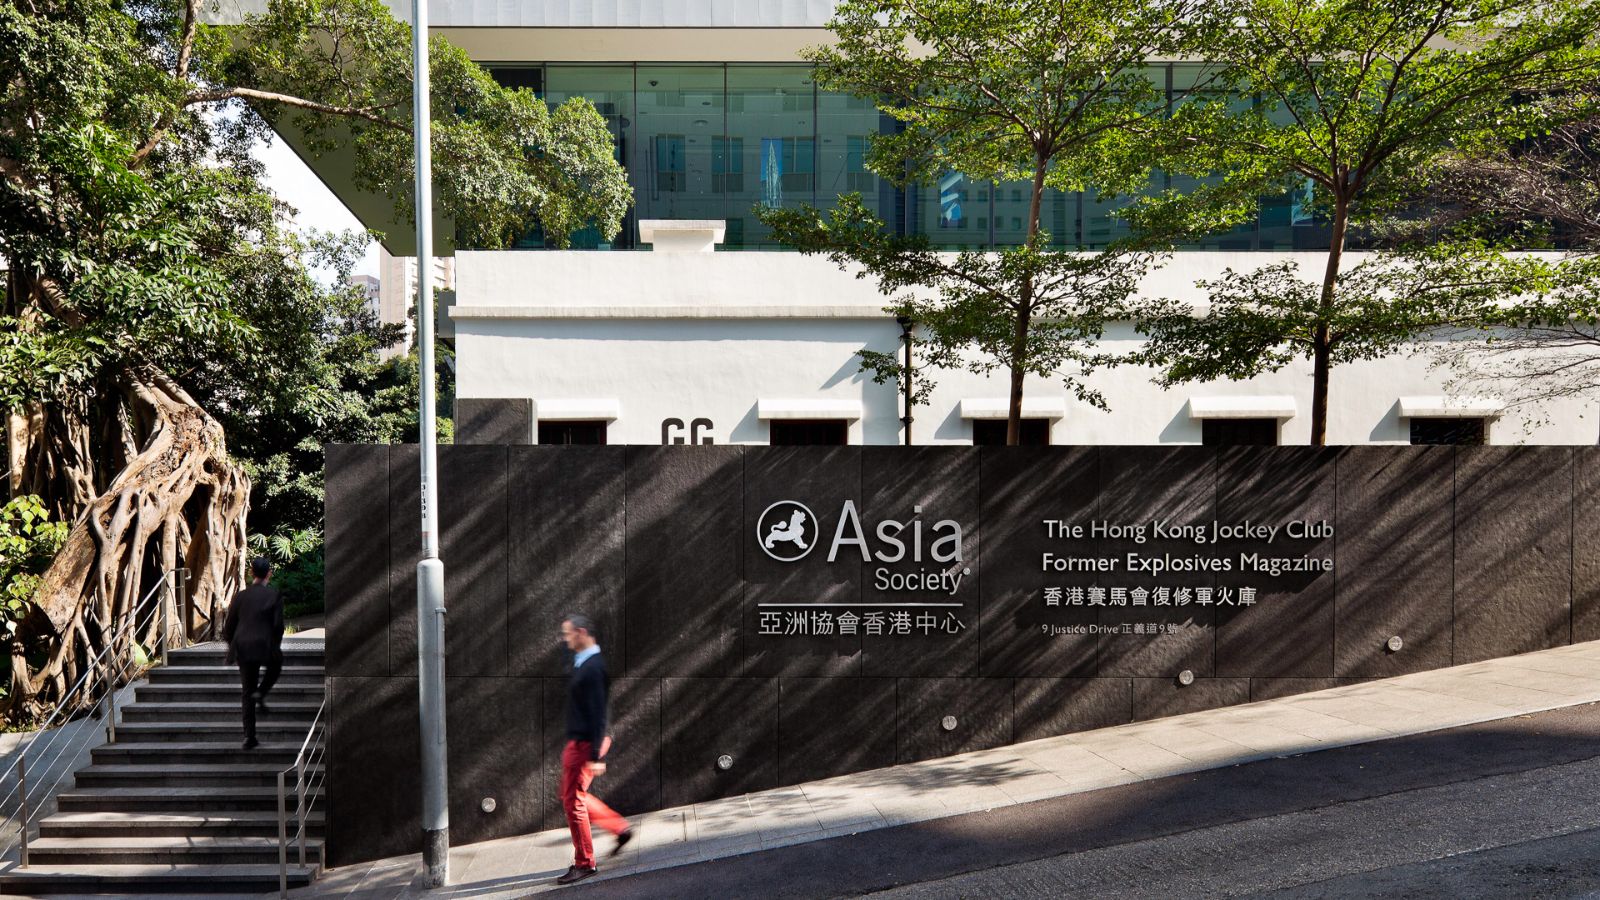 GG
Asia
Society
亞洲協會香港中心
The Hong Kong Jockey Club
Former Explosives Magazine
香港賽馬會復修軍火庫
9 Justice Drive 正義道9號